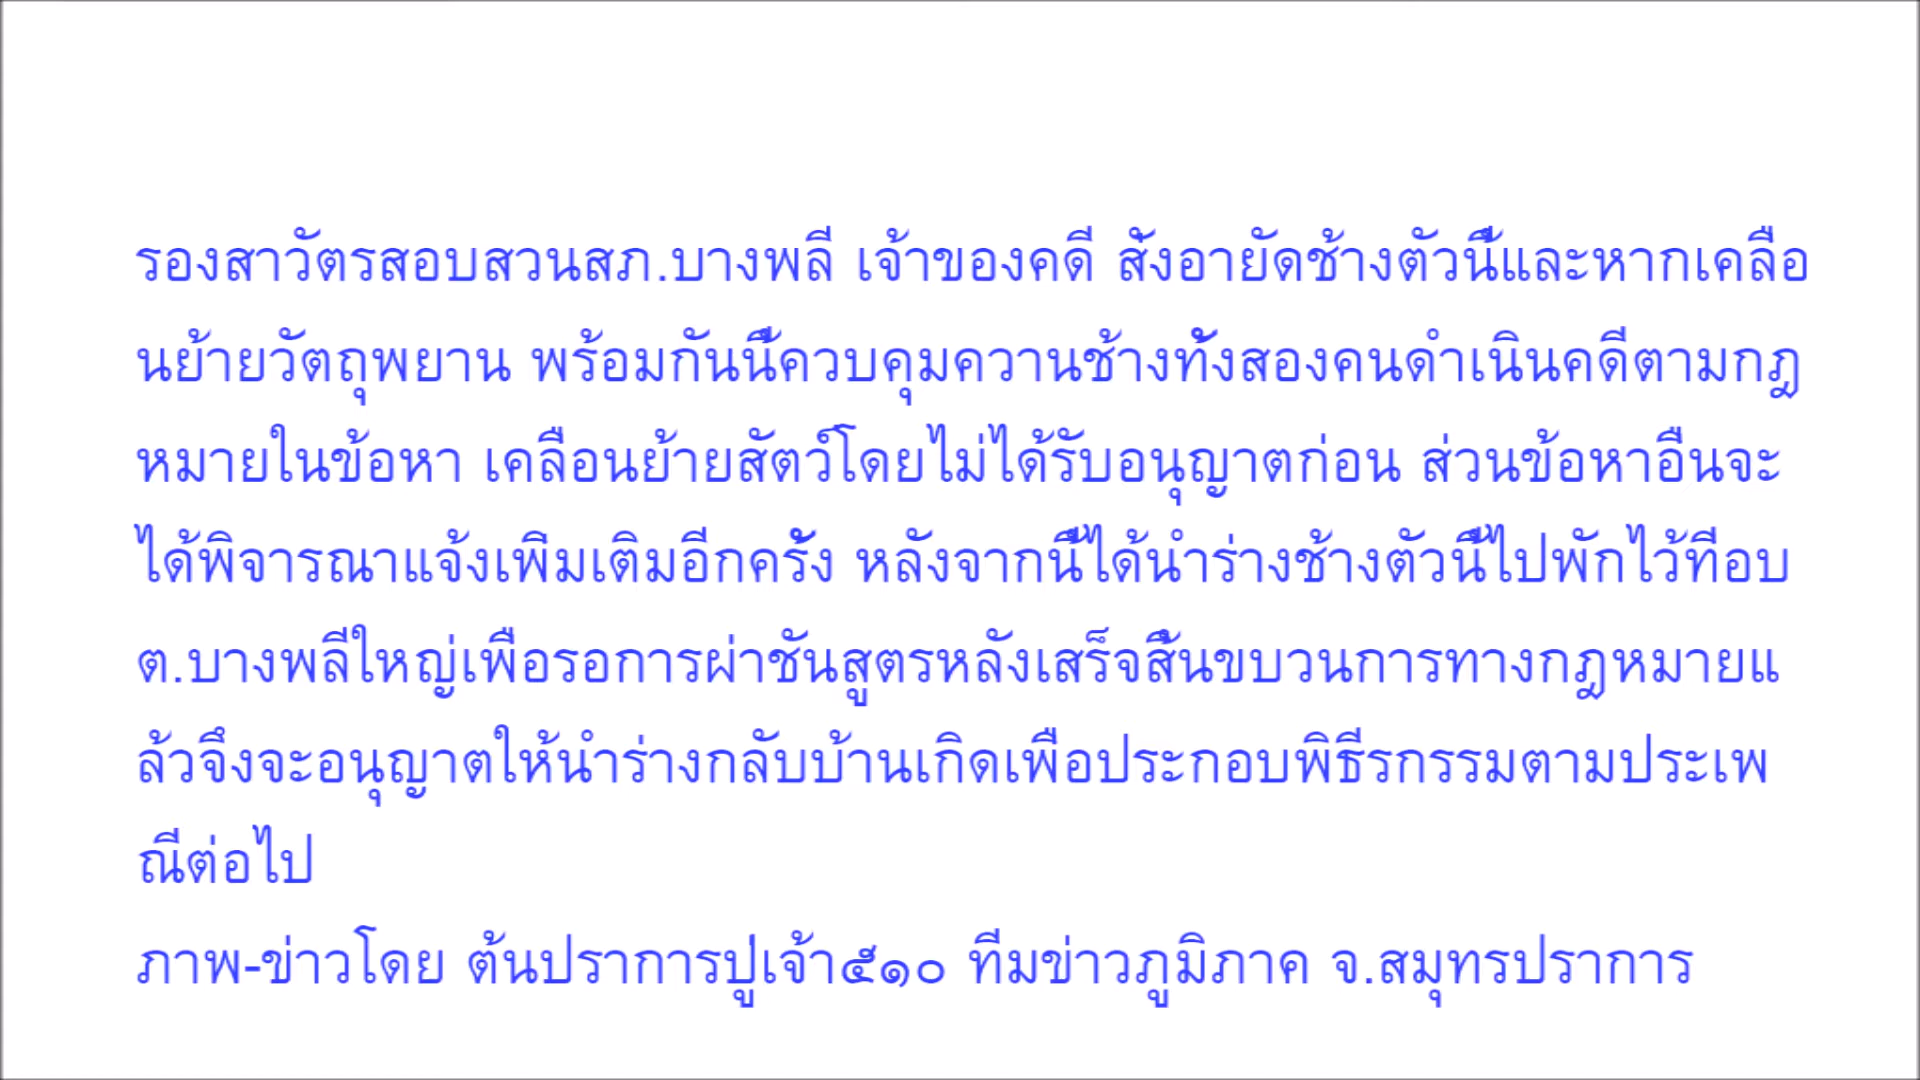 รองสาวัตรสอบสวนสภ.บางพลี เจ้าของคดี สั่งอายัดช้างตัวนี้และหากเคลื่อ
นย้ายวัตถุพยาน พร้อมกันนี้ควบคุมควานช้างทั้งสองคนดำเนินคดีตามกฎ
หมายในข้อหา เคลื่อนย้ายสัตว์โดยไม่ได้รับอนุญาตก่อน ส่วนข้อหาอื่นจะ
ได้พิจารณาแจ้งเพิ่มเติมอีกครั้ง หลังจากนี้ได้นำร่างช้างตัวนี้ไปพักไว้ที่อบ
ต.บางพลีใหญ่เพื่อรอการผ่าชันสูตรหลังเสร็จสิ้นขบวนการทางกฎหมายแ
ล้วจึงจะอนุญาตให้นำร่างกลับบ้านเกิดเพื่อประกอบพิธีรกรรมตามประเพ
ณีต่อไป
ภาพ-ข่าวโดย ต้นปราการปู่เจ้า๕๑๐ ทีมข่าวภูมิภาค จ.สมุทรปราการ